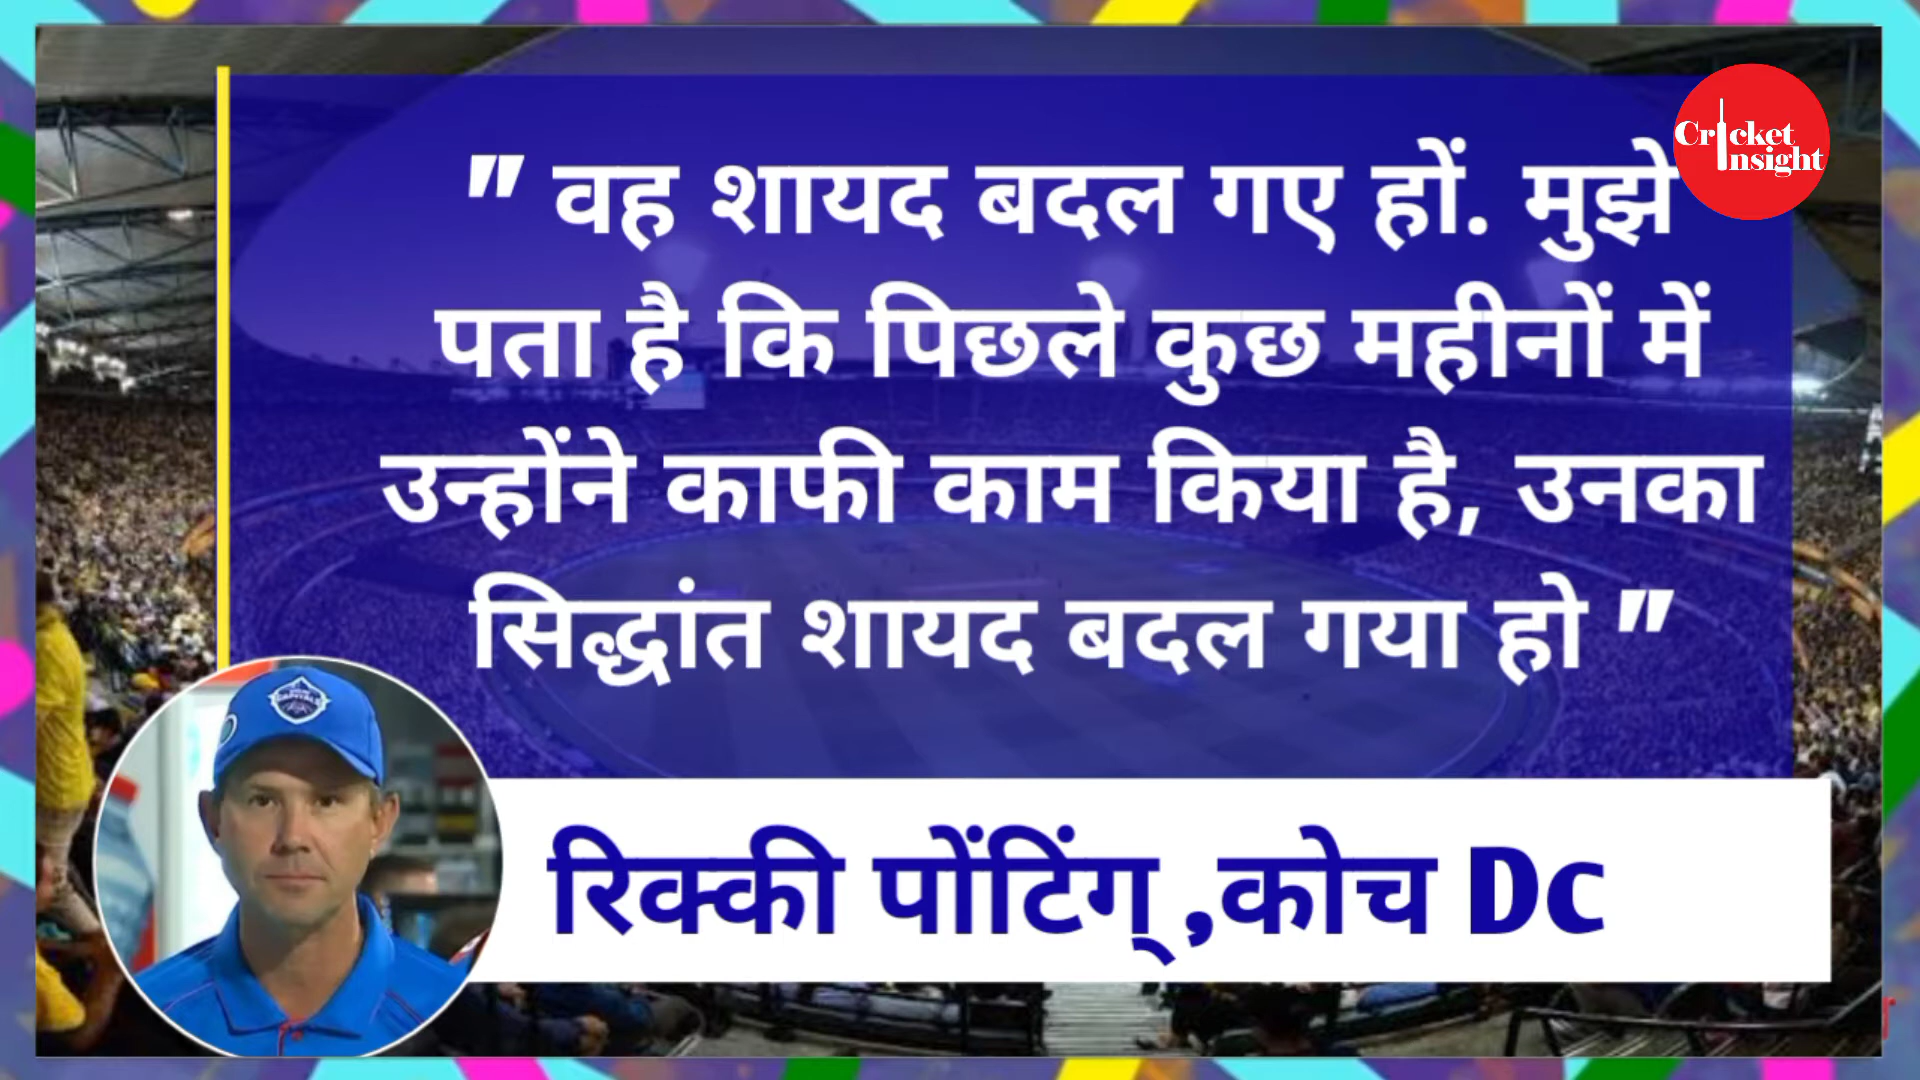 Cricket
Insight
" वह शायद बदल गए हों. मुझे
पता है कि पिछले कुछ महीनों में
उन्होंने काफी काम किया है, उनका
सिद्धांत शायद बदल गया हो "
रिक्की पोंटिंग् ,कोच DC